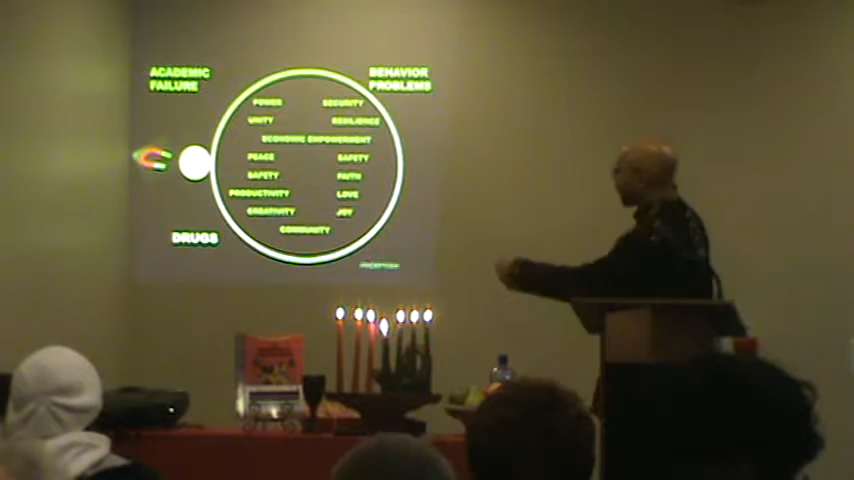 ACADEMIC
FAILURE
BEHAVIOR
PROBLEMS
POWER
SECURITY
UNITY
RESILIENCE
ECONOMIC EMPOWERMENT
PEACE
SAFETY
SAFETY
FAITH
PRODUCTIVITY
LOVE
CREATIVITY
JOY
COMMUNITY
DRUGS